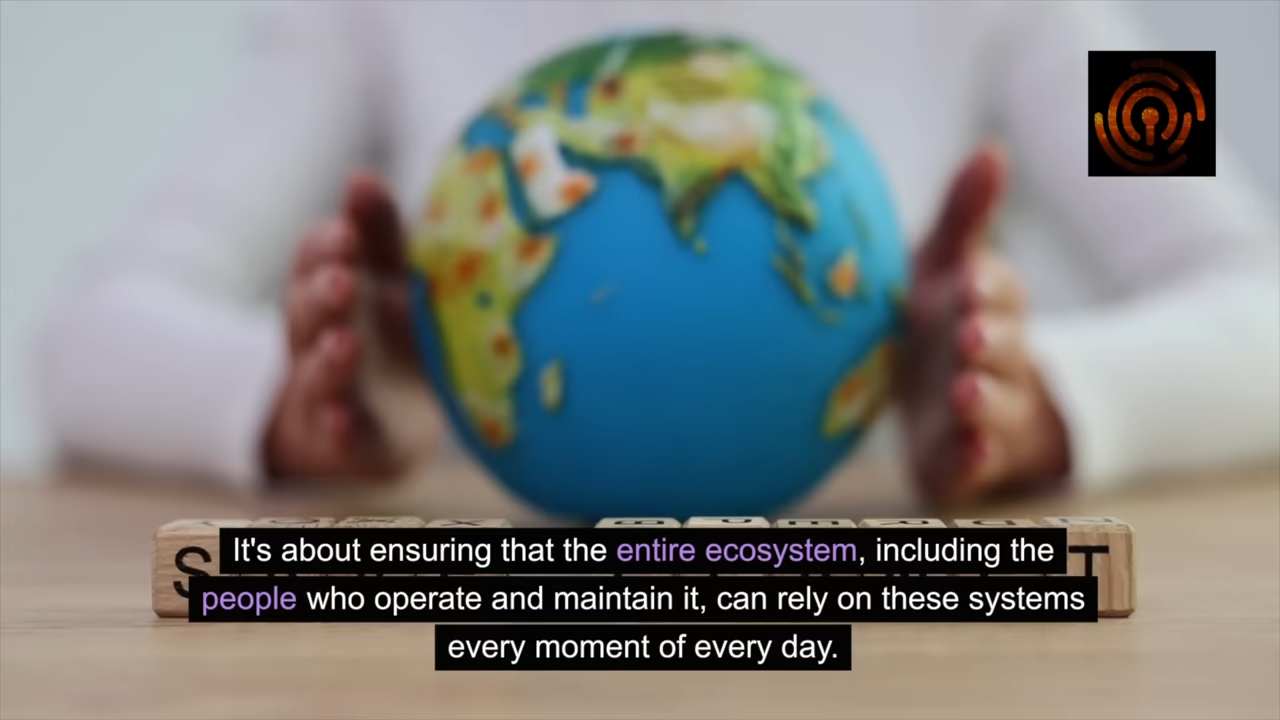 It's about ensuring that the entire ecosystem, including the
people who operate and maintain it, can rely on these systems
every moment of every day.